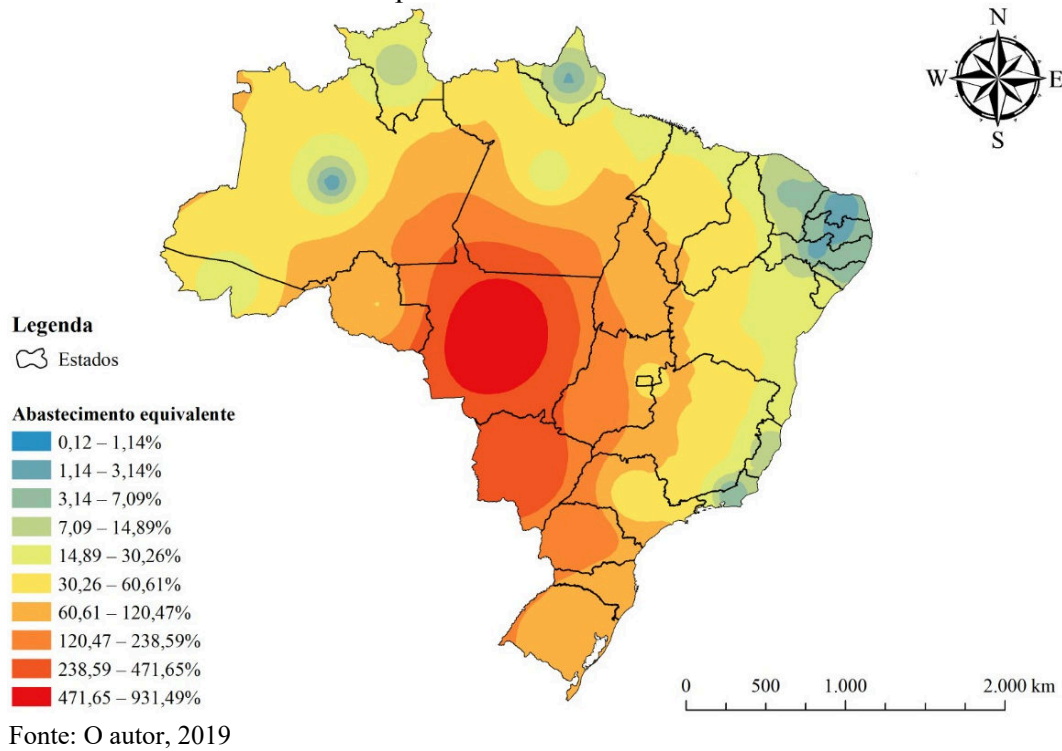 N
W E
S
Legenda
Estados
Abastecimento equivalente
0,12 – 1,14%
1,14 – 3,14%
3,14 – 7,09%
7,09 – 14,89%
14,89 – 30,26%
30,26 – 60,61%
60,61 – 120,47%
120,47 – 238,59%
238,59 – 471,65%
471,65 – 931,49%
0 500 1.000 2.000 km
Fonte: O autor, 2019